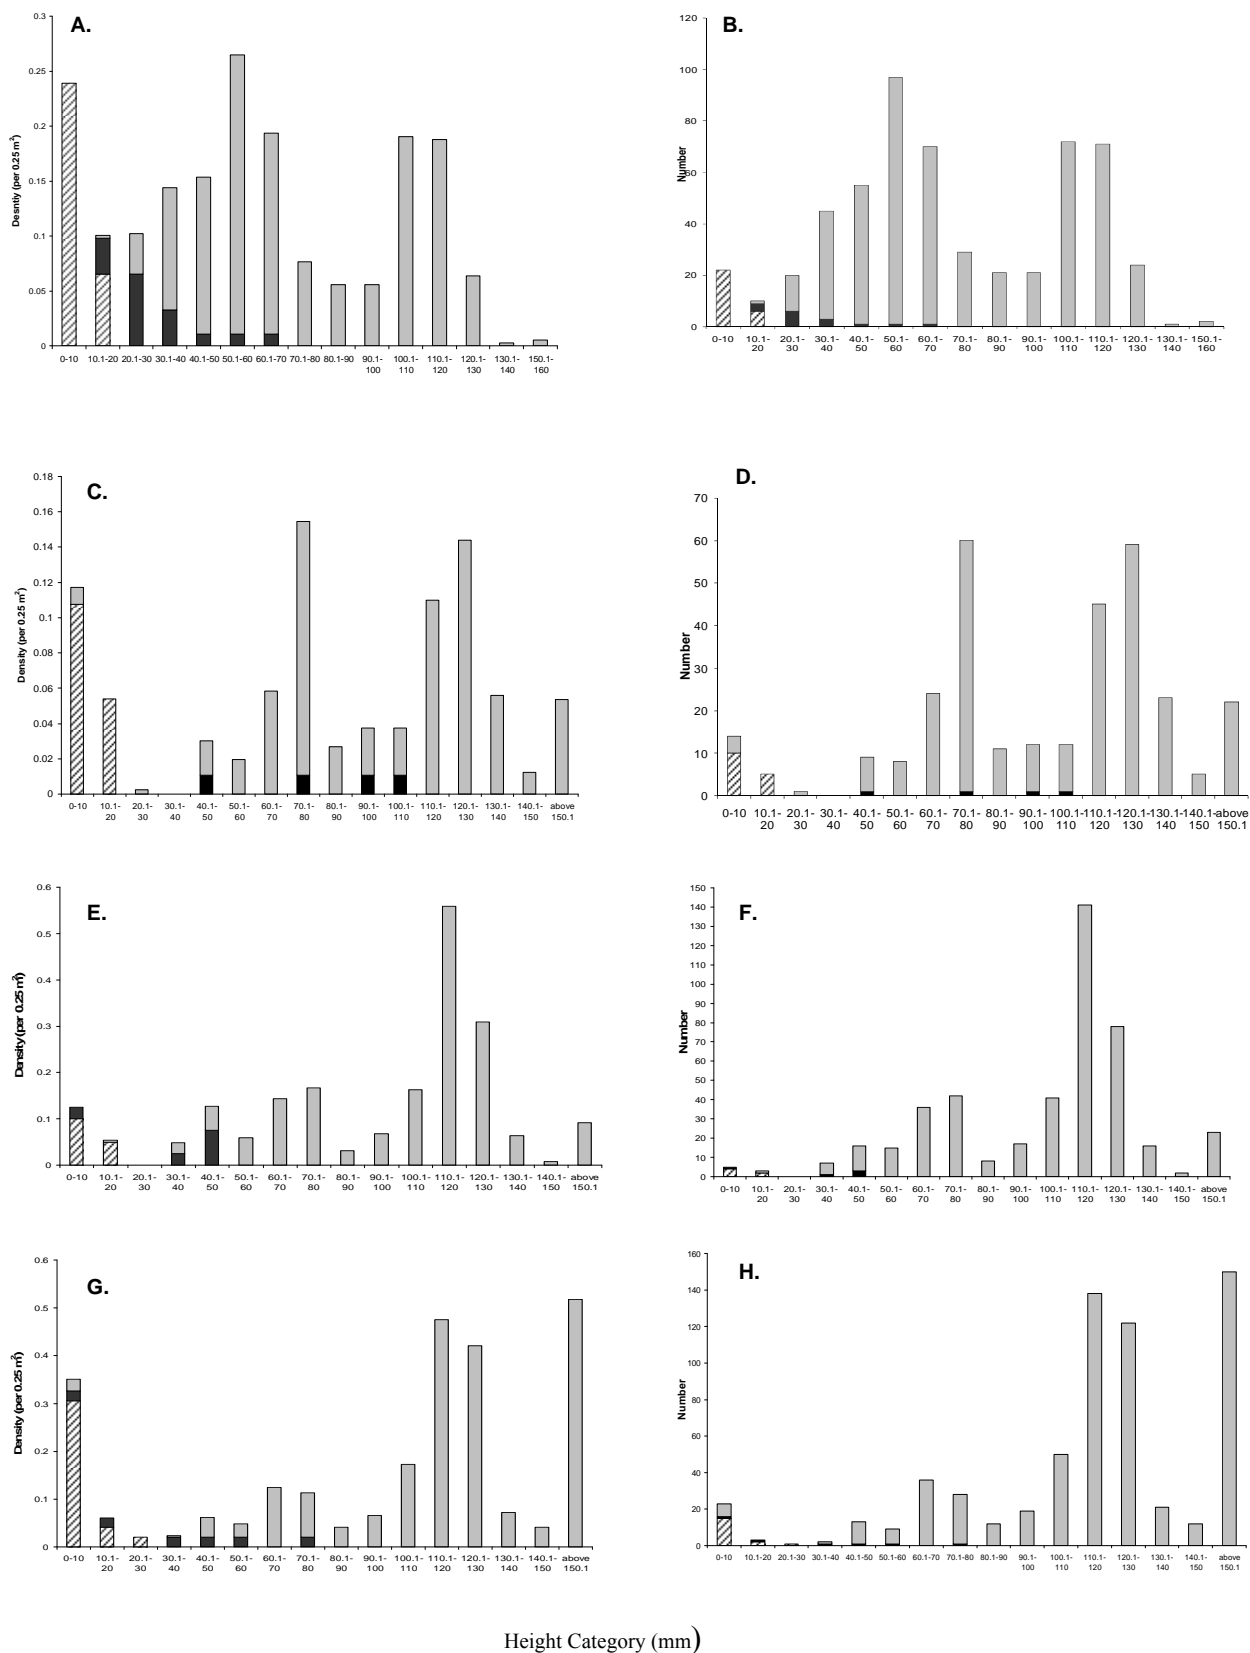 A.
Desntiy (per 0.25 m²)
0.3
0.25
0.2
0.15
0.1
0.05
0
0-10 10.1-20 20.1-30 30.1-40 40.1-50 50.1-60 60.1-70 70.1-80 80.1-90 90.1- 100.1- 110.1- 120.1- 130.1- 150.1-
100 110 120 130 140 160
B.
Number
120
100
80
60
40
20
0
0-10 10.1- 20.1- 30.1- 40.1- 50.1- 60.1- 70.1- 80.1- 90.1- 100.1- 110.1- 120.1- 130.1- 150.1-
20 30 40 50 60 70 80 90 100 110 120 130 140 160
C.
Density (per 0.25 m²)
0.18
0.16
0.14
0.12
0.1
0.08
0.06
0.04
0.02
0
0-10 10.1- 20.1- 30.1- 40.1- 50.1- 60.1- 70.1- 80.1- 90.1- 100.1- 110.1- 120.1- 130.1- 140.1- above
20 30 40 50 60 70 80 90 100 110 120 130 140 150 150.1
D.
Number
70
60
50
40
30
20
10
0
0-10 10.1- 20.1- 30.1- 40.1- 50.1- 60.1- 70.1- 80.1- 90.1- 100.1- 110.1- 120.1- 130.1- 140.1- above
20 30 40 50 60 70 80 90 100 110 120 130 140 150 150.1
E.
Density (per 0.25 m²)
0.6
0.5
0.4
0.3
0.2
0.1
0
0-10 10.1- 20.1- 30.1- 40.1- 50.1- 60.1- 70.1- 80.1- 90.1- 100.1- 110.1- 120.1- 130.1- 140.1- above
20 30 40 50 60 70 80 90 100 110 120 130 140 150 150.1
F.
Number
150
140
130
120
110
100
90
80
70
60
50
40
30
20
10
0
0-10 10.1- 20.1- 30.1- 40.1- 50.1- 60.1- 70.1- 80.1- 90.1- 100.1- 110.1- 120.1- 130.1- 140.1- above
20 30 40 50 60 70 80 90 100 110 120 130 140 150 150.1
G.
Density (per 0.25 m²)
0.6
0.5
0.4
0.3
0.2
0.1
0
0-10 10.1- 20.1- 30.1- 40.1- 50.1- 60.1- 70.1- 80.1- 90.1- 100.1- 110.1- 120.1- 130.1- 140.1- above
20 30 40 50 60 70 80 90 100 110 120 130 140 150 150.1
H.
Number
160
140
120
100
80
60
40
20
0
0-10 10.1-20 20.1-30 30.1-40 40.1-50 50.1-60 60.1-70 70.1-80 80.1-90 90.1- 100.1- 110.1- 120.1- 130.1- 140.1- above
100 110 120 130 140 150 150.1
Height Category (mm)